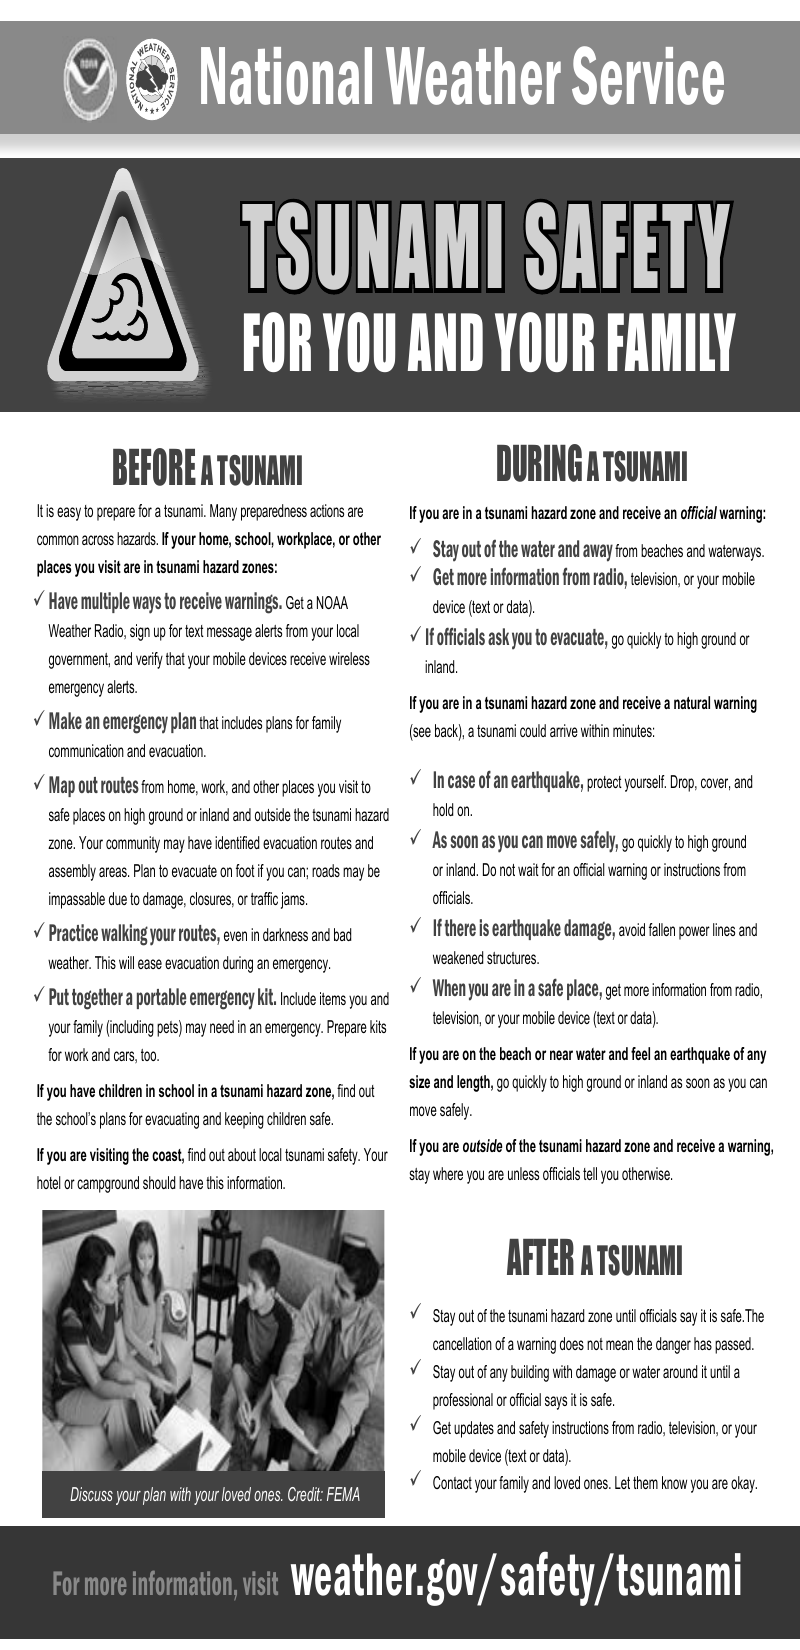 NOAA
NATIONAL WEATHER SERVICE
National Weather Service
TSUNAMI SAFETY
FOR YOU AND YOUR FAMILY
BEFORE A TSUNAMI
It is easy to prepare for a tsunami. Many preparedness actions are
common across hazards. If your home, school, workplace, or other
places you visit are in tsunami hazard zones:
✓ Have multiple ways to receive warnings. Get a NOAA
Weather Radio, sign up for text message alerts from your local
government, and verify that your mobile devices receive wireless
emergency alerts.
✓ Make an emergency plan that includes plans for family
communication and evacuation.
✓ Map out routes from home, work, and other places you visit to
safe places on high ground or inland and outside the tsunami hazard
zone. Your community may have identified evacuation routes and
assembly areas. Plan to evacuate on foot if you can; roads may be
impassable due to damage, closures, or traffic jams.
✓ Practice walking your routes, even in darkness and bad
weather. This will ease evacuation during an emergency.
✓ Put together a portable emergency kit. Include items you and
your family (including pets) may need in an emergency. Prepare kits
for work and cars, too.
If you have children in school in a tsunami hazard zone, find out
the school's plans for evacuating and keeping children safe.
If you are visiting the coast, find out about local tsunami safety. Your
hotel or campground should have this information.
Discuss your plan with your loved ones. Credit: FEMA
DURING A TSUNAMI
If you are in a tsunami hazard zone and receive an official warning:
✓ Stay out of the water and away from beaches and waterways.
✓ Get more information from radio, television, or your mobile
device (text or data).
✓ If officials ask you to evacuate, go quickly to high ground or
inland.
If you are in a tsunami hazard zone and receive a natural warning
(see back), a tsunami could arrive within minutes:
✓ In case of an earthquake, protect yourself. Drop, cover, and
hold on.
✓ As soon as you can move safely, go quickly to high ground
or inland. Do not wait for an official warning or instructions from
officials.
✓ If there is earthquake damage, avoid fallen power lines and
weakened structures.
✓ When you are in a safe place, get more information from radio,
television, or your mobile device (text or data).
If you are on the beach or near water and feel an earthquake of any
size and length, go quickly to high ground or inland as soon as you can
move safely.
If you are outside of the tsunami hazard zone and receive a warning,
stay where you are unless officials tell you otherwise.
AFTER A TSUNAMI
✓ Stay out of the tsunami hazard zone until officials say it is safe.The
cancellation of a warning does not mean the danger has passed.
✓ Stay out of any building with damage or water around it until a
professional or official says it is safe.
✓ Get updates and safety instructions from radio, television, or your
mobile device (text or data).
✓ Contact your family and loved ones. Let them know you are okay.
For more information, visit weather.gov/safety/tsunami